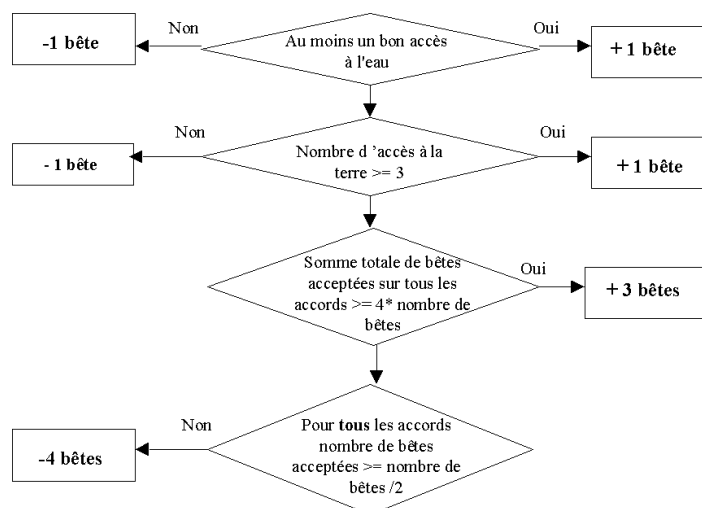 Non
Oui
-1 bête
Au moins un bon accès
à l'eau
+ 1 bête
Non
Oui
- 1 bête
Nombre d ’accès à la
terre >= 3
+ 1 bête
Somme totale de bêtes
acceptées sur tous les
accords >= 4* nombre de
bêtes
Oui
+ 3 bêtes
Non
-4 bêtes
Pour tous les accords
nombre de bêtes
acceptées >= nombre de
bêtes /2